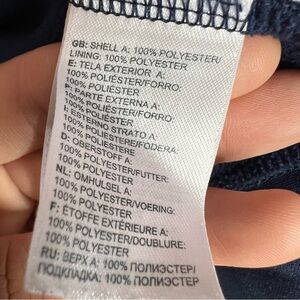 GB: SHELL A: 100% POLYESTER/
LINING: 100% POLYESTER
E: TELA EXTERIOR A:
100% POLIÉSTER/FORRO:
100% POLIÉSTER
P: PARTE EXTERNA A:
100% POLIÉSTER/FORRO:
100% POLIÉSTER
I: ESTERNO STRATO A:
100% POLIESTERE/FODERA:
100% POLIESTERE
D: OBERSTOFF A:
100% POLYESTER/FUTTER:
100% POLYESTER
NL: OMHULSEL A:
100% POLYESTER/VOERING:
100% POLYESTER
F: ÉTOFFE EXTÉRIEURE A:
100% POLYESTER/DOUBLURE:
100% POLYESTER
RU: ВЕРХ A: 100% ПОЛИЭСТЕР/
ПОДКЛАДКА: 100% ПОЛИЭСТЕР